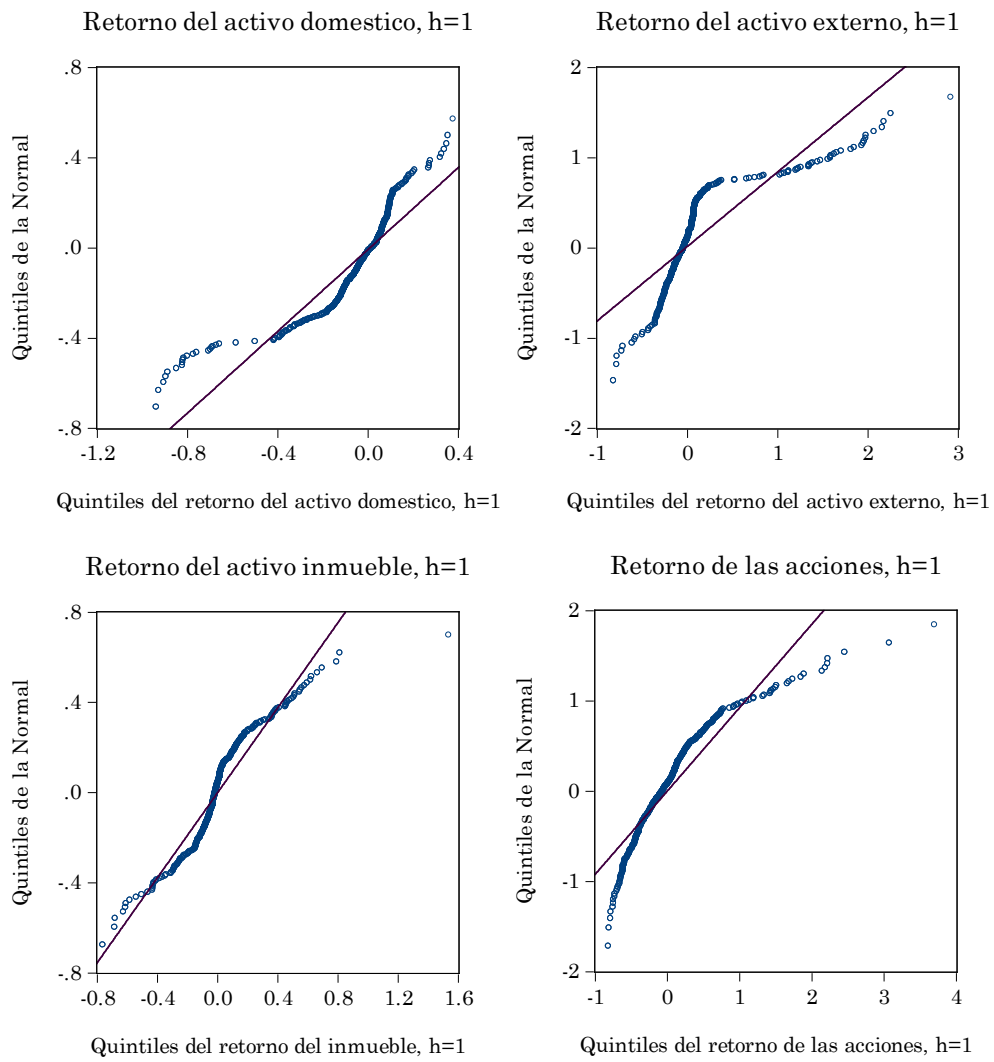 Retorno del activo domestico, h=1
Quintiles de la Normal
.8
.4
.0
-.4
-.8
-1.2 -0.8 -0.4 0.0 0.4
Quintiles del retorno del activo domestico, h=1
Retorno del activo externo, h=1
Quintiles de la Normal
2
1
0
-1
-2
-1 0 1 2 3
Quintiles del retorno del activo externo, h=1
Retorno del activo inmueble, h=1
Quintiles de la Normal
.8
.4
.0
-.4
-.8
-0.8 -0.4 0.0 0.4 0.8 1.2 1.6
Quintiles del retorno del inmueble, h=1
Retorno de las acciones, h=1
Quintiles de la Normal
2
1
0
-1
-2
-1 0 1 2 3 4
Quintiles del retorno de las acciones, h=1